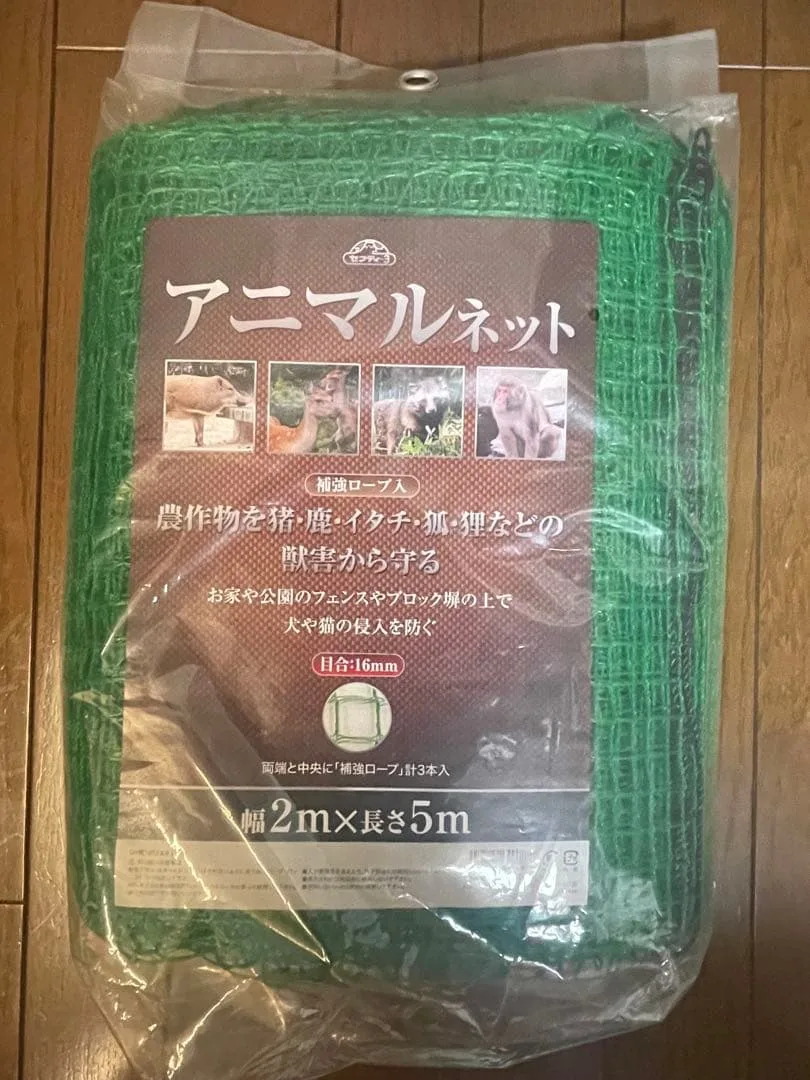 セフティー3
アニマルネット
補強ロープ入
農作物を猪・鹿・イタチ・狐・狸などの
獣害から守る
お家や公園のフェンスやブロック塀の上で
犬や猫の侵入を防ぐ
目合:16mm
両端と中央に「補強ロープ」計3本入
幅2m×長さ5m